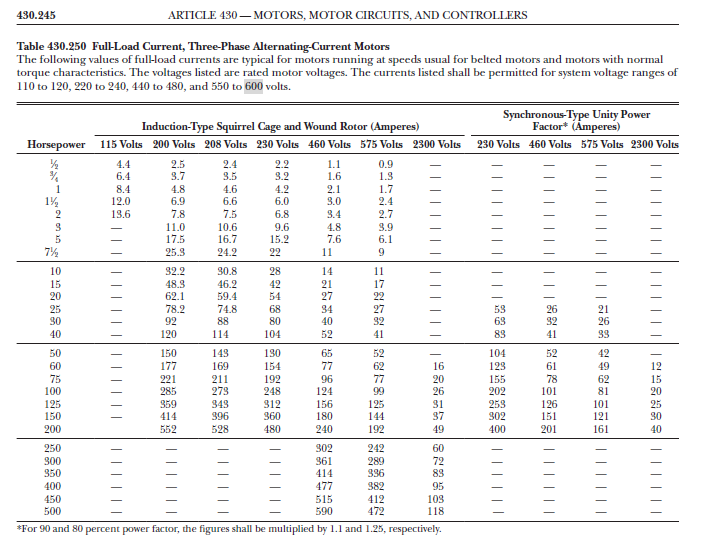 430.245 ARTICLE 430 — MOTORS, MOTOR CIRCUITS, AND CONTROLLERS
Table 430.250 Full-Load Current, Three-Phase Alternating-Current Motors
The following values of full-load currents are typical for motors running at speeds usual for belted motors and motors with normal
torque characteristics. The voltages listed are rated motor voltages. The currents listed shall be permitted for system voltage ranges of
110 to 120, 220 to 240, 440 to 480, and 550 to 600 volts.
Induction-Type Squirrel Cage and Wound Rotor (Amperes) Synchronous-Type Unity Power
Factor* (Amperes)
Horsepower 115 Volts 200 Volts 208 Volts 230 Volts 460 Volts 575 Volts 2300 Volts 230 Volts 460 Volts 575 Volts 2300 Volts
½ 4.4 2.5 2.4 2.2 1.1 0.9 — — — — —
¾ 6.4 3.7 3.5 3.2 1.6 1.3 — — — — —
1 8.4 4.8 4.6 4.2 2.1 1.7 — — — — —
1½ 12.0 6.9 6.6 6.0 3.0 2.4 — — — — —
2 13.6 7.8 7.5 6.8 3.4 2.7 — — — — —
3 — 11.0 10.6 9.6 4.8 3.9 — — — — —
5 — 17.5 16.7 15.2 7.6 6.1 — — — — —
7½ — 25.3 24.2 22 11 9 — — — — —
10 — 32.2 30.8 28 14 11 — — — — —
15 — 48.3 46.2 42 21 17 — — — — —
20 — 62.1 59.4 54 27 22 — — — — —
25 — 78.2 74.8 68 34 27 — 53 26 21 —
30 — 92 88 80 40 32 — 63 32 26 —
40 — 120 114 104 52 41 — 83 41 33 —
50 — 150 143 130 65 52 — 104 52 42 —
60 — 177 169 154 77 62 16 123 61 49 12
75 — 221 211 192 96 77 20 155 78 62 15
100 — 285 273 248 124 99 26 202 101 81 20
125 — 359 343 312 156 125 31 253 126 101 25
150 — 414 396 360 180 144 37 302 151 121 30
200 — 552 528 480 240 192 49 400 201 161 40
250 — — — — 302 242 60 — — — —
300 — — — — 361 289 72 — — — —
350 — — — — 414 336 83 — — — —
400 — — — — 477 382 95 — — — —
450 — — — — 515 412 103 — — — —
500 — — — — 590 472 118 — — — —
*For 90 and 80 percent power factor, the figures shall be multiplied by 1.1 and 1.25, respectively.